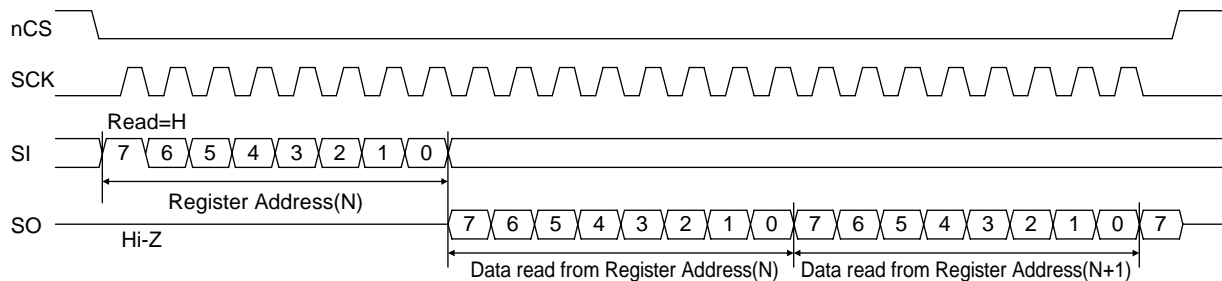 nCS
SCK
Read=H
SI 7 6 5 4 3 2 1 0
Register Address(N)
SO 7 6 5 4 3 2 1 0 7 6 5 4 3 2 1 0 7
Hi-Z
Data read from Register Address(N) Data read from Register Address(N+1)